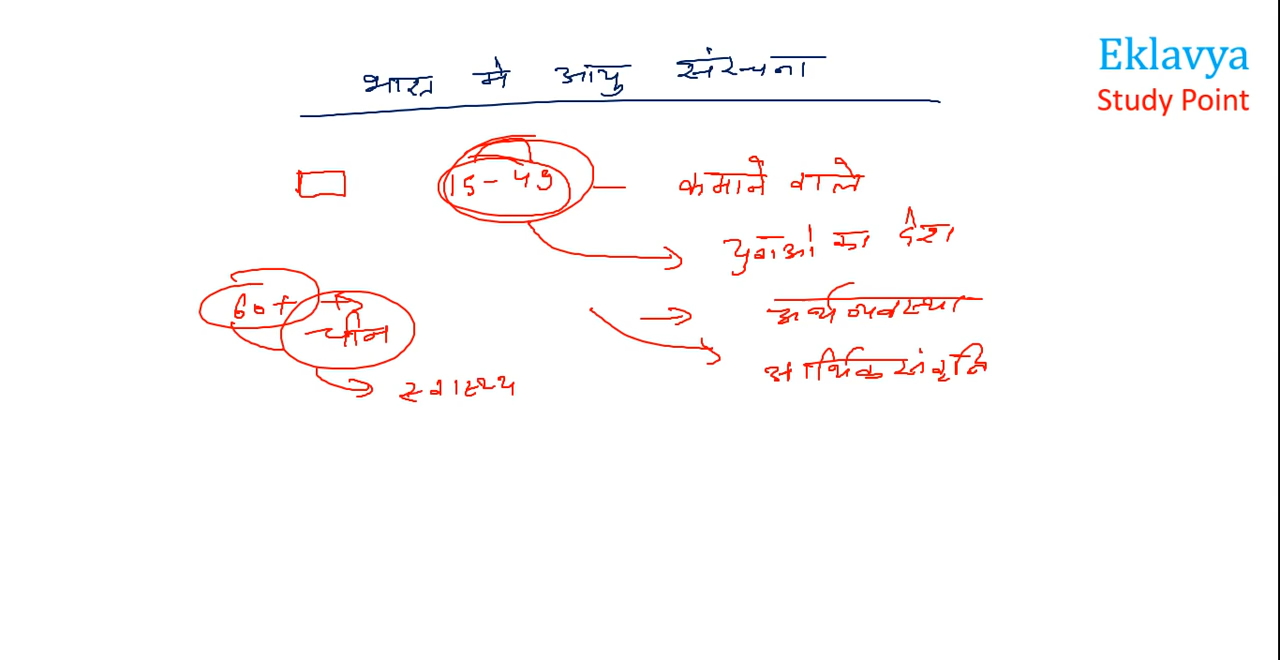 Eklavya
Study Point
भारत में आयु संरचना
15 - 49 — कमाने वाले
युवाओं का देश
60+
चीन
अर्थव्यवस्था
आर्थिक संवृद्धि
स्वास्थ्य